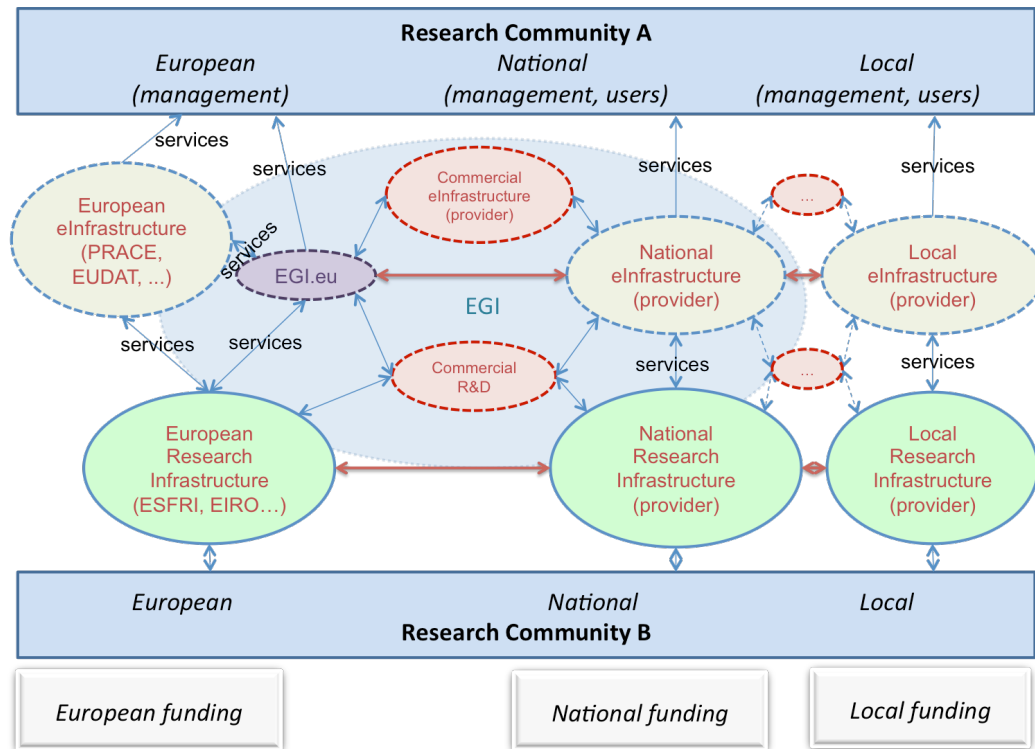 Research Community A
European
(management)
National
(management, users)
Local
(management, users)
services
services
services
services
European
eInfrastructure
(PRACE,
EUDAT, ...)
Commercial
eInfrastructure
(provider)
...
services
EGI.eu
National
eInfrastructure
(provider)
Local
eInfrastructure
(provider)
EGI
services
services
services
services
Commercial
R&D
...
European
Research
Infrastructure
(ESFRI, EIRO...)
National
Research
Infrastructure
(provider)
Local
Research
Infrastructure
(provider)
European
National
Local
Research Community B
European funding
National funding
Local funding